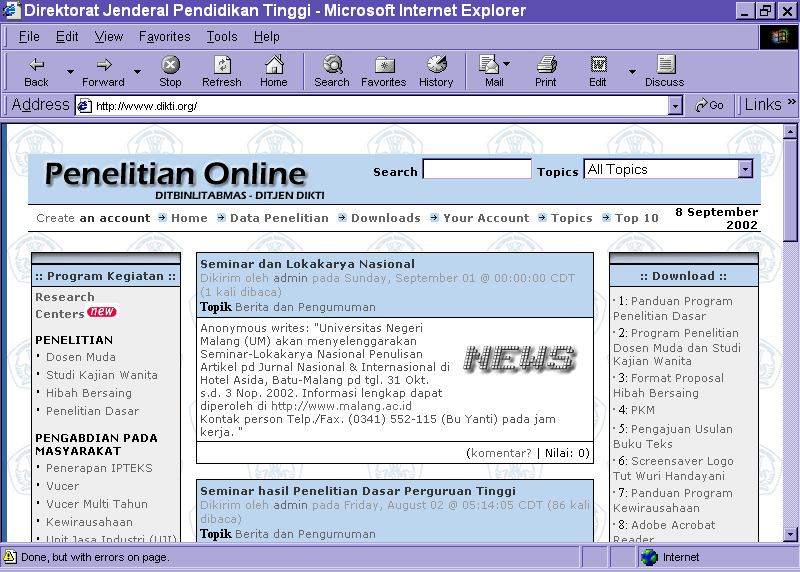 Direktorat Jenderal Pendidikan Tinggi - Microsoft Internet Explorer
File Edit View Favorites Tools Help
Back Forward Stop Refresh Home Search Favorites History Mail Print Edit Discuss
Address http://www.dikti.org/ Go Links »
Penelitian Online
DITBINLITABMAS - DITJEN DIKTI
Search Topics All Topics
Create an account Home Data Penelitian Downloads Your Account Topics Top 10
8 September
2002
:: Program Kegiatan ::
Research
Centers new
PENELITIAN
· Dosen Muda
· Studi Kajian Wanita
· Hibah Bersaing
· Penelitian Dasar
PENGABDIAN PADA
MASYARAKAT
· Penerapan IPTEKS
· Vucer
· Vucer Multi Tahun
· Kewirausahaan
· Unit Jasa Industri (UJI)
Seminar dan Lokakarya Nasional
Dikirim oleh admin pada Sunday, September 01 @ 00:00:00 CDT
(1 kali dibaca)
Topik Berita dan Pengumuman
Anonymous writes: "Universitas Negeri
Malang (UM) akan menyelenggarakan
Seminar-Lokakarya Nasional Penulisan
Artikel pd Jurnal Nasional & Internasional di
Hotel Asida, Batu-Malang pd tgl. 31 Okt.
s.d. 3 Nop. 2002. Informasi lengkap dapat
diperoleh di http://www.malang.ac.id
Kontak person Telp./Fax. (0341) 552-115 (Bu Yanti) pada jam
kerja. "
NEWS
(komentar? | Nilai: 0)
Seminar hasil Penelitian Dasar Perguruan Tinggi
Dikirim oleh admin pada Friday, August 02 @ 05:14:05 CDT (86 kali
dibaca)
Topik Berita dan Pengumuman
:: Download ::
· 1: Panduan Program
Penelitian Dasar
· 2: Program Penelitian
Dosen Muda dan Studi
Kajian Wanita
· 3: Format Proposal
Hibah Bersaing
· 4: PKM
· 5: Pengajuan Usulan
Buku Teks
· 6: Screensaver Logo
Tut Wuri Handayani
· 7: Panduan Program
Kewirausahaan
· 8: Adobe Acrobat
Reader
Done, but with errors on page.
Internet